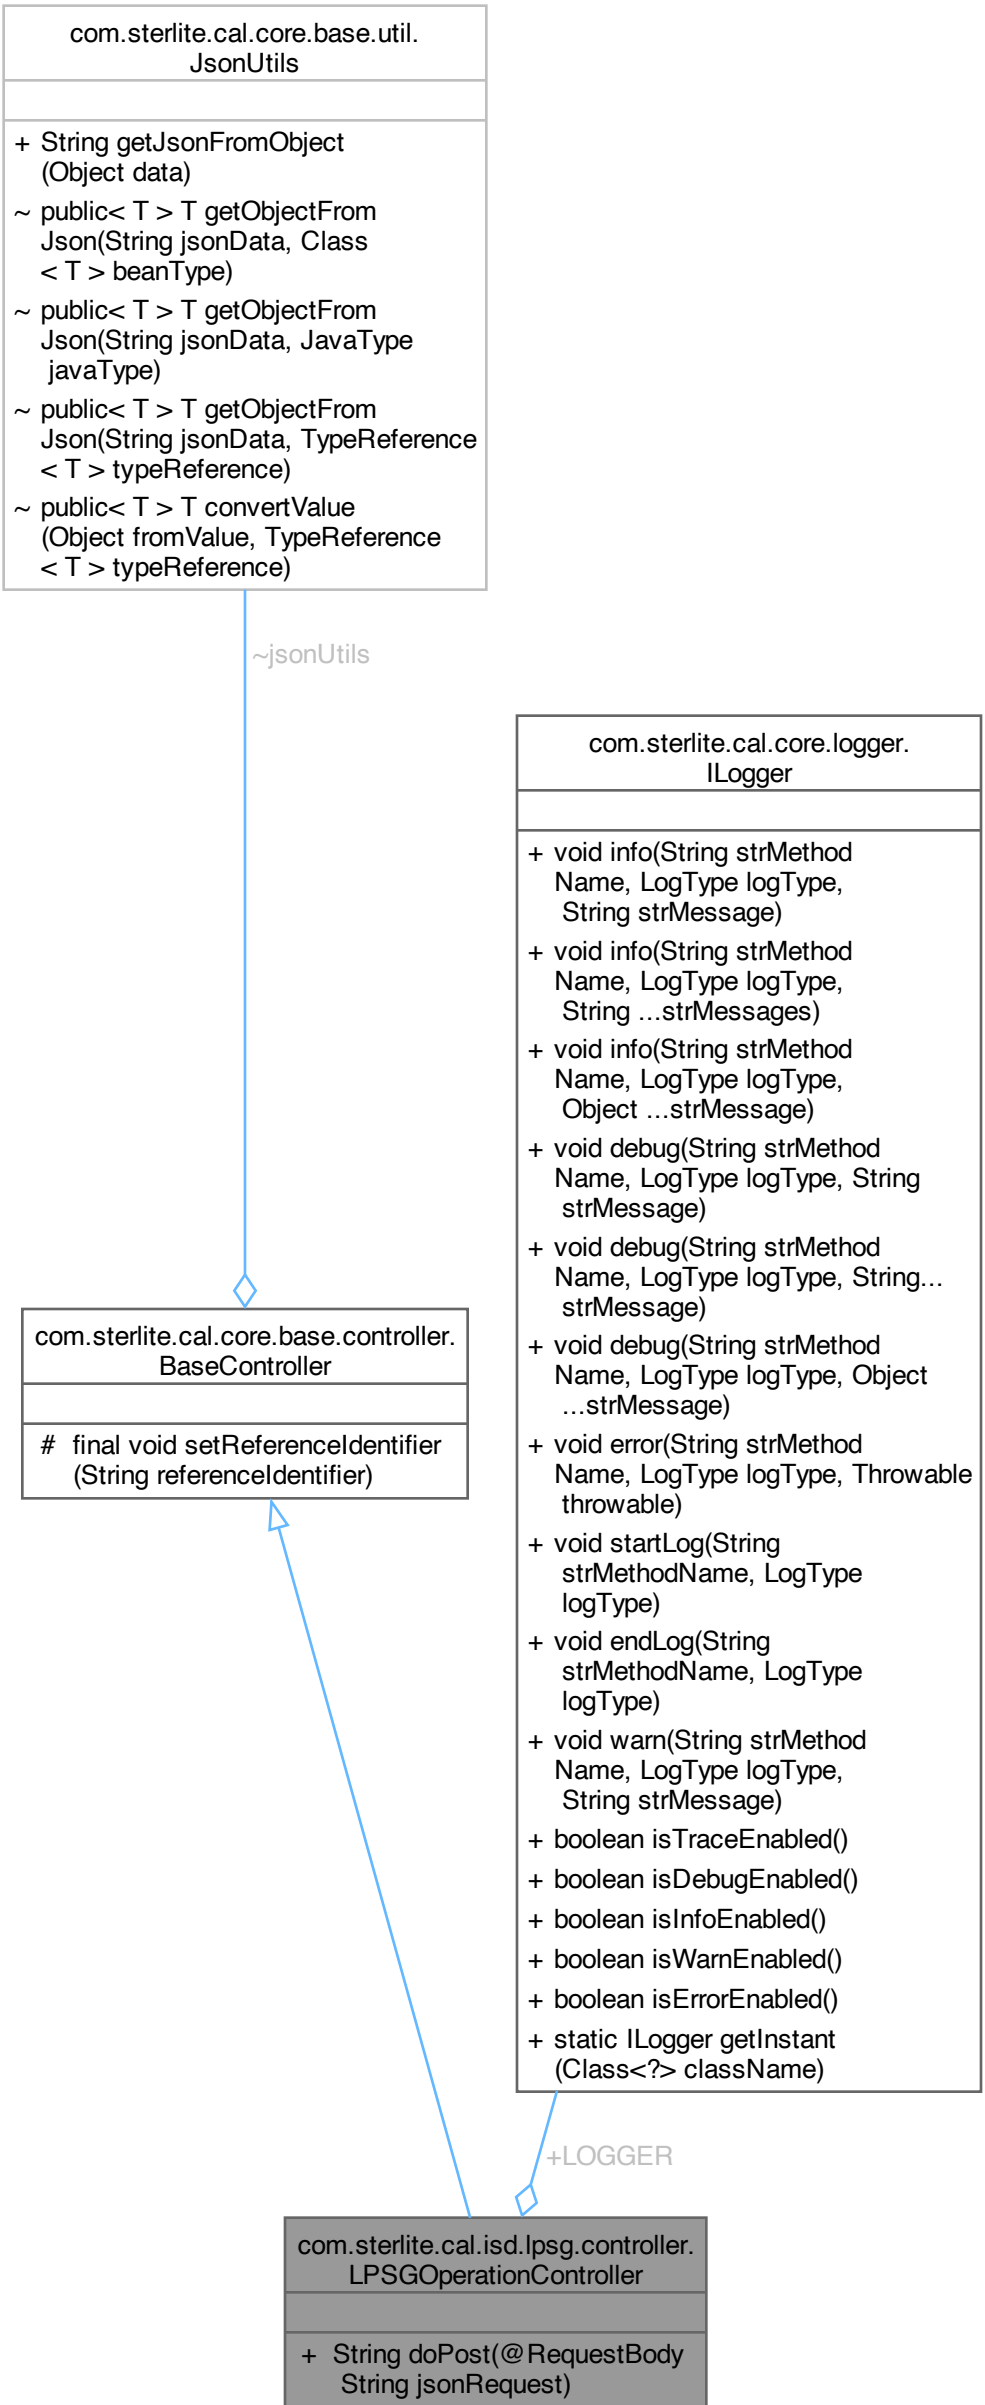 com.sterlite.cal.core.base.util.
JsonUtils
+ String getJsonFromObject
(Object data)
~ public< T > T getObjectFrom
Json(String jsonData, Class
< T > beanType)
~ public< T > T getObjectFrom
Json(String jsonData, JavaType
javaType)
~ public< T > T getObjectFrom
Json(String jsonData, TypeReference
< T > typeReference)
~ public< T > T convertValue
(Object fromValue, TypeReference
< T > typeReference)
~jsonUtils
com.sterlite.cal.core.logger.
ILogger
+ void info(String strMethod
Name, LogType logType,
String strMessage)
+ void info(String strMethod
Name, LogType logType,
String ...strMessages)
+ void info(String strMethod
Name, LogType logType,
Object ...strMessage)
+ void debug(String strMethod
Name, LogType logType, String
strMessage)
+ void debug(String strMethod
Name, LogType logType, String...
strMessage)
+ void debug(String strMethod
Name, LogType logType, Object
...strMessage)
+ void error(String strMethod
Name, LogType logType, Throwable
throwable)
+ void startLog(String
strMethodName, LogType
logType)
+ void endLog(String
strMethodName, LogType
logType)
+ void warn(String strMethod
Name, LogType logType,
String strMessage)
+ boolean isTraceEnabled()
+ boolean isDebugEnabled()
+ boolean isInfoEnabled()
+ boolean isWarnEnabled()
+ boolean isErrorEnabled()
+ static ILogger getInstant
(Class<?> className)
com.sterlite.cal.core.base.controller.
BaseController
# final void setReferenceIdentifier
(String referenceIdentifier)
+LOGGER
com.sterlite.cal.isd.lpsg.controller.
LPSGOperationController
+ String doPost(@RequestBody
String jsonRequest)